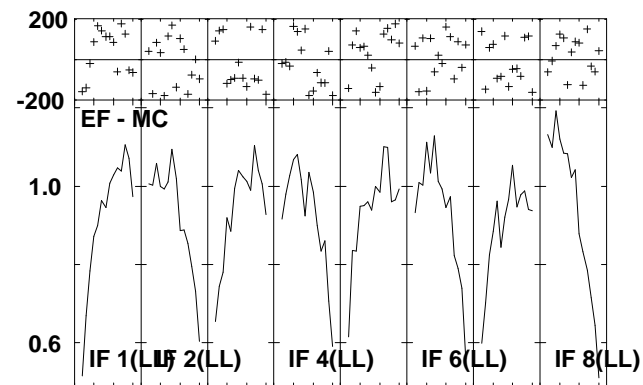 200
-200
EF - MC
1.0
0.6
IF 1(LL)
IF 2(LL)
IF 4(LL)
IF 6(LL)
IF 8(LL)